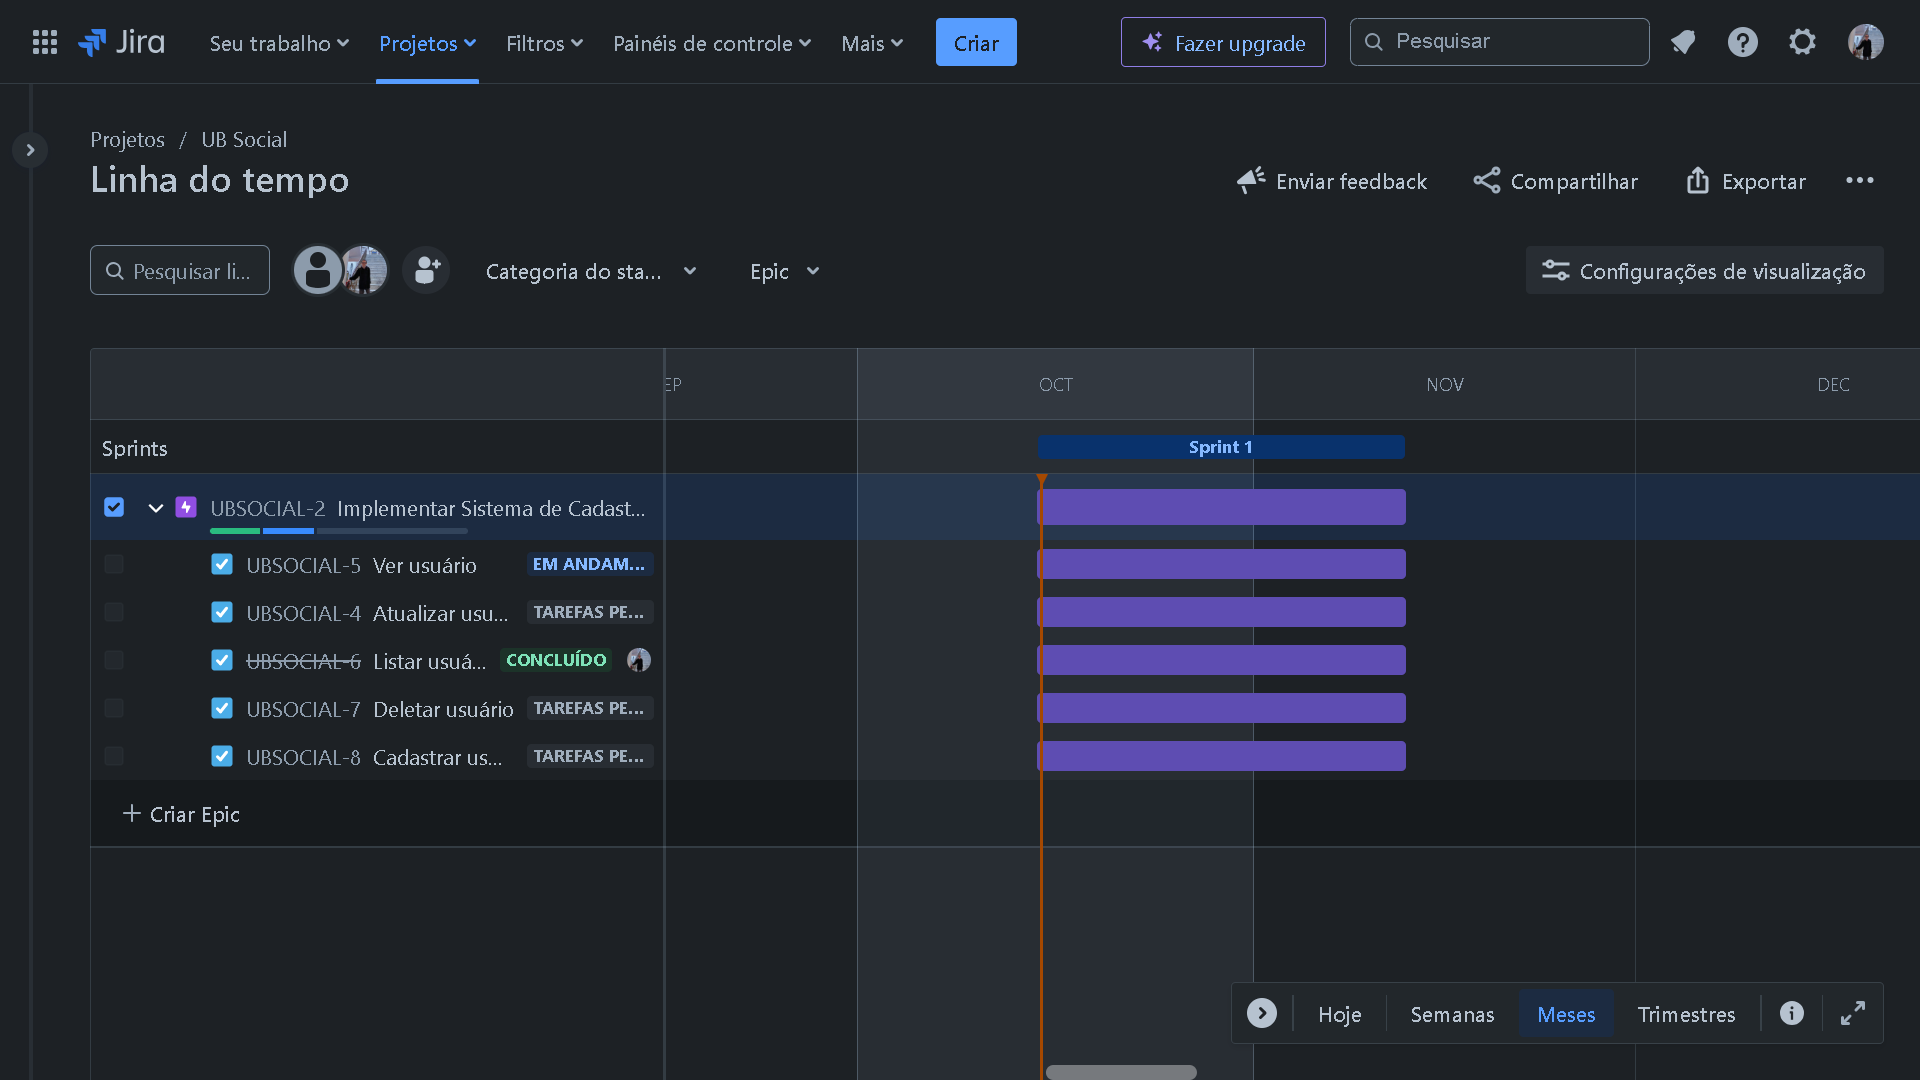 Jira
Seu trabalho
Projetos
Filtros
Painéis de controle
Mais
Criar
Fazer upgrade
Pesquisar
Projetos / UB Social
Linha do tempo
Enviar feedback
Compartilhar
Exportar
Pesquisar li...
Categoria do sta...
Epic
Configurações de visualização
EP
OCT
NOV
DEC
Sprints
Sprint 1
UBSOCIAL-2 Implementar Sistema de Cadast...
UBSOCIAL-5 Ver usuário EM ANDAM...
UBSOCIAL-4 Atualizar usu... TAREFAS PE...
UBSOCIAL-6 Listar usuá... CONCLUÍDO
UBSOCIAL-7 Deletar usuário TAREFAS PE...
UBSOCIAL-8 Cadastrar us... TAREFAS PE...
+ Criar Epic
Hoje
Semanas
Meses
Trimestres